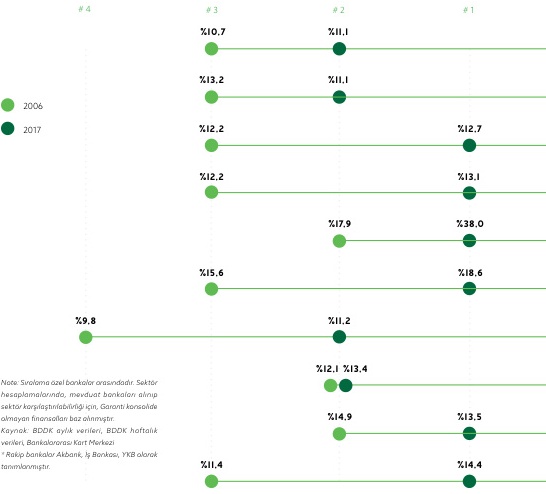 # 4 # 3 # 2 # 1
%10,7 %11,1
%13,2 %11,1
2006
2017
%12,2 %12,7
%12,2 %13,1
%17,9 %38,0
%15,6 %18,6
%9,8 %11,2
%12,1 %13,4
Note: Sıralama özel bankalar arasındadır. Sektör
hesaplamalarında, mevduat bankaları alınıp
sektör karşılaştırılabilirliği için, Garanti konsolide
olmayan finansalları baz alınmıştır.
Kaynak: BDDK aylık verileri, BDDK haftalık
verileri, Bankalararası Kart Merkezi
* Rakip bankalar Akbank, İş Bankası, YKB olarak
tanımlanmıştır.
%14,9 %13,5
%11,4 %14,4